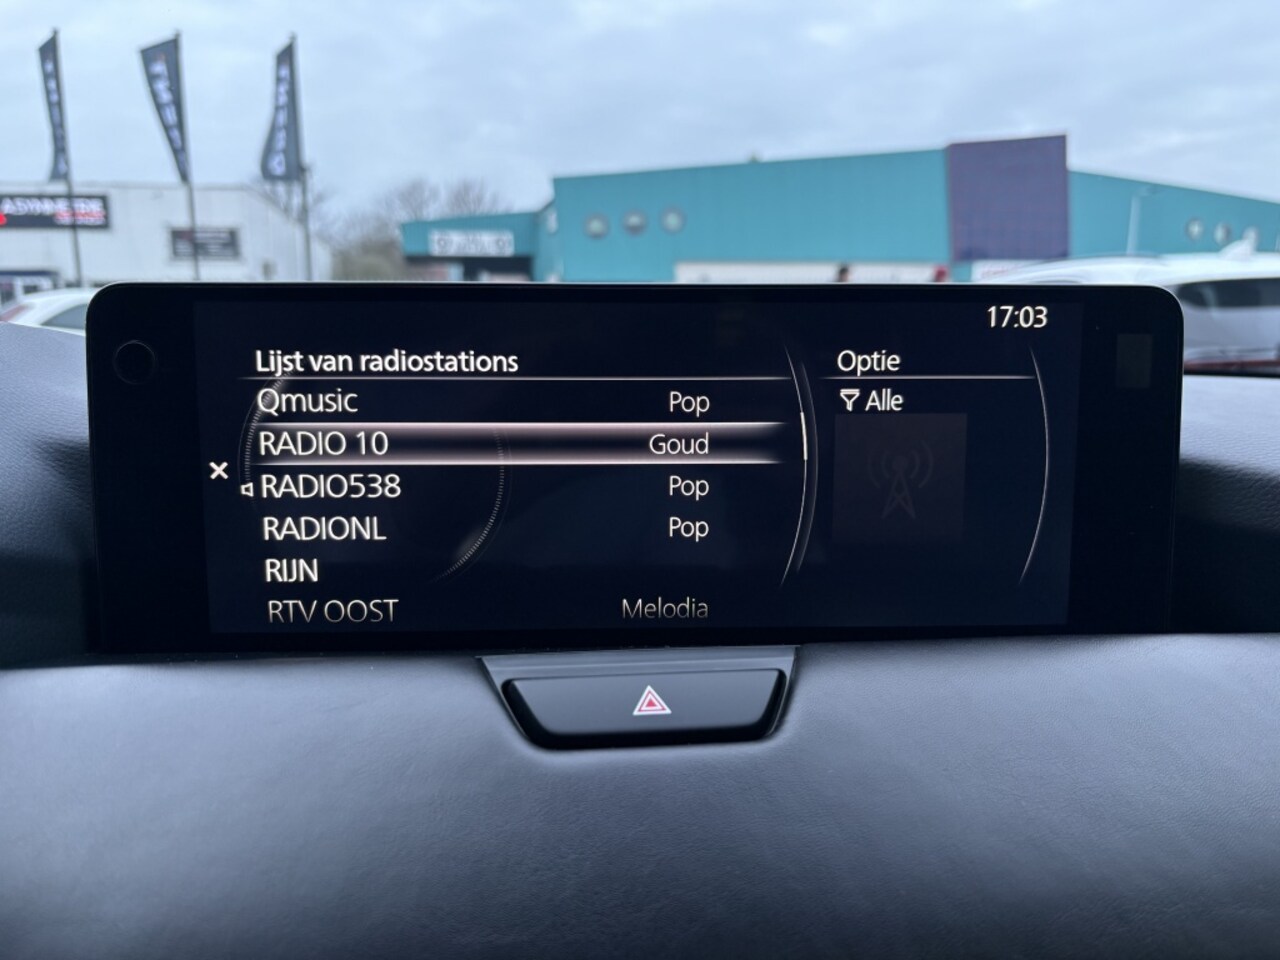 ASYMMETRIE
17:03
Lijst van radiostations
Optie
Qmusic Pop
Alle
RADIO 10 Goud
RADIO538 Pop
RADIONL Pop
RIJN
RTV OOST Melodia